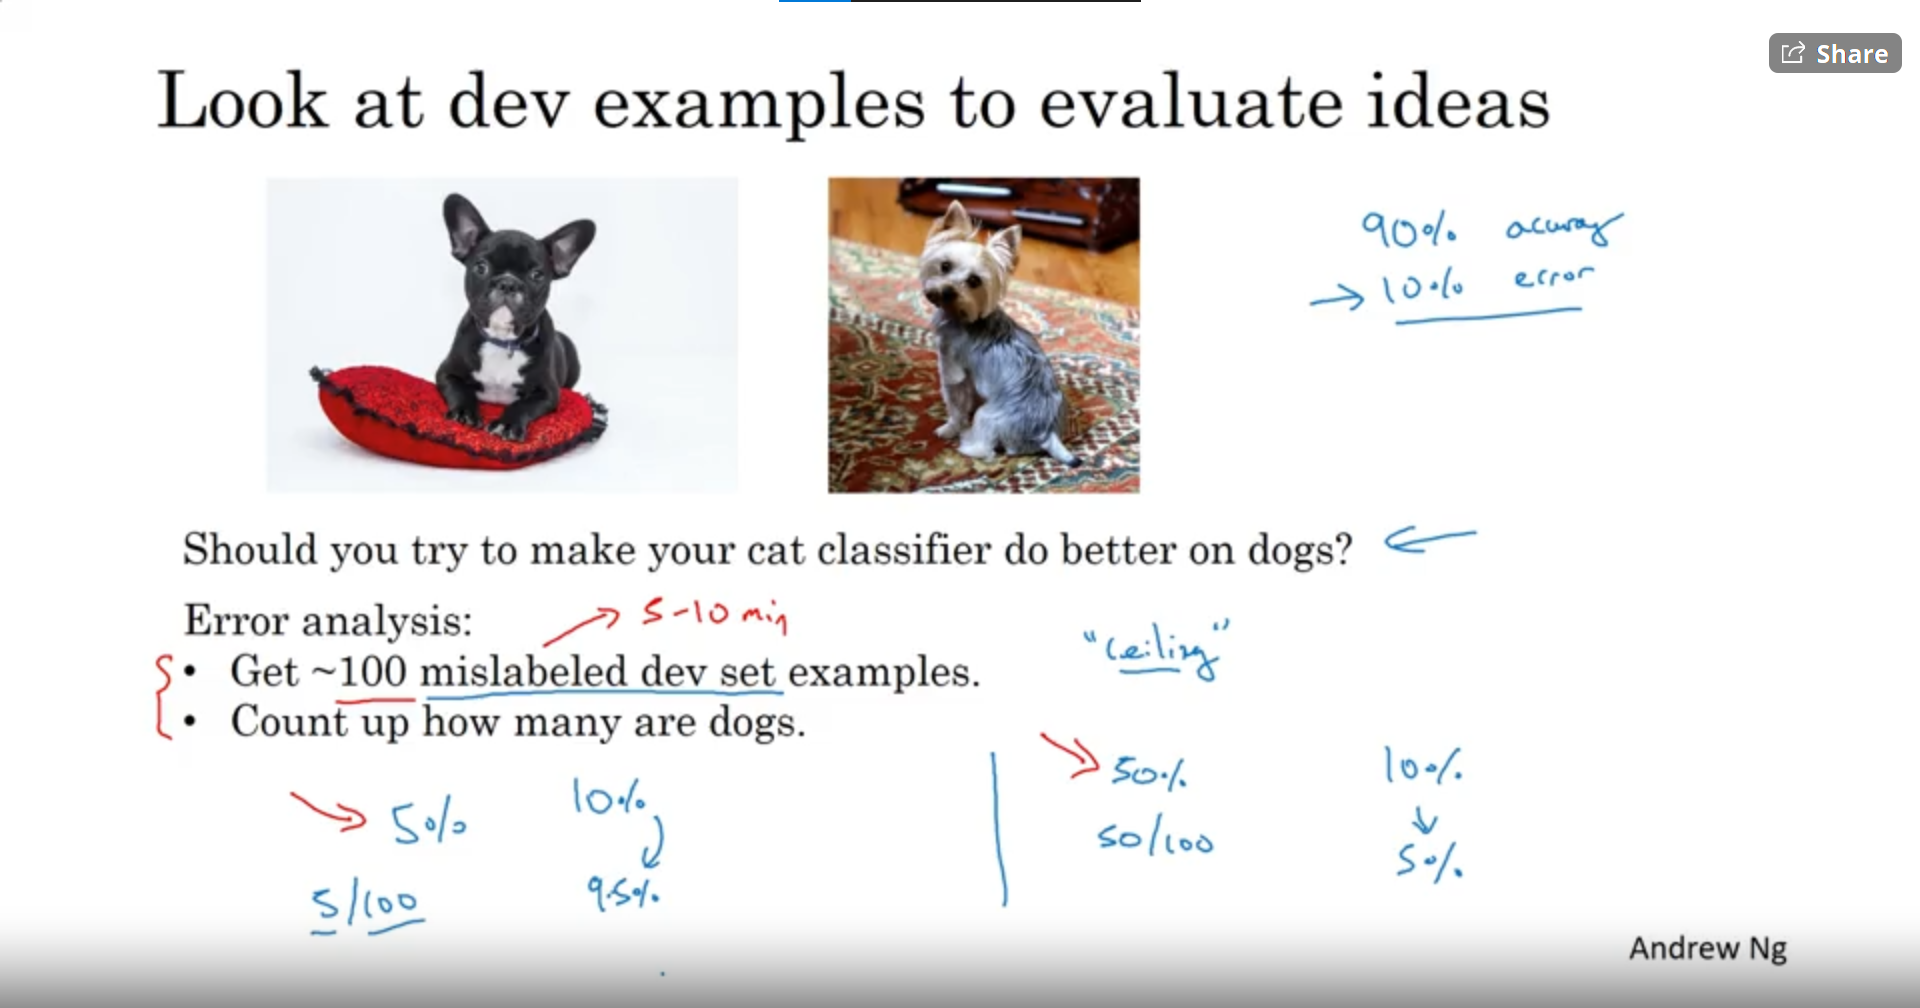 Share
Look at dev examples to evaluate ideas
90% accuracy
→ 10% error
Should you try to make your cat classifier do better on dogs? ←
Error analysis:
→ 5-10 min
• Get ~100 mislabeled dev set examples.
"ceiling"
• Count up how many are dogs.
→ 5%
10%
5/100
9.5%
→ 50%
50/100
10%
↓
5%
Andrew Ng